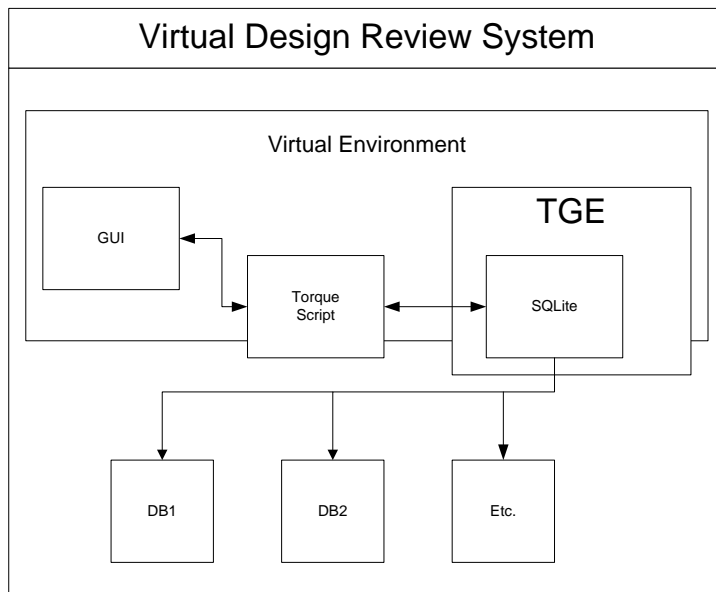 Virtual Design Review System
Virtual Environment
TGE
GUI
Torque
Script
SQLite
DB1
DB2
Etc.